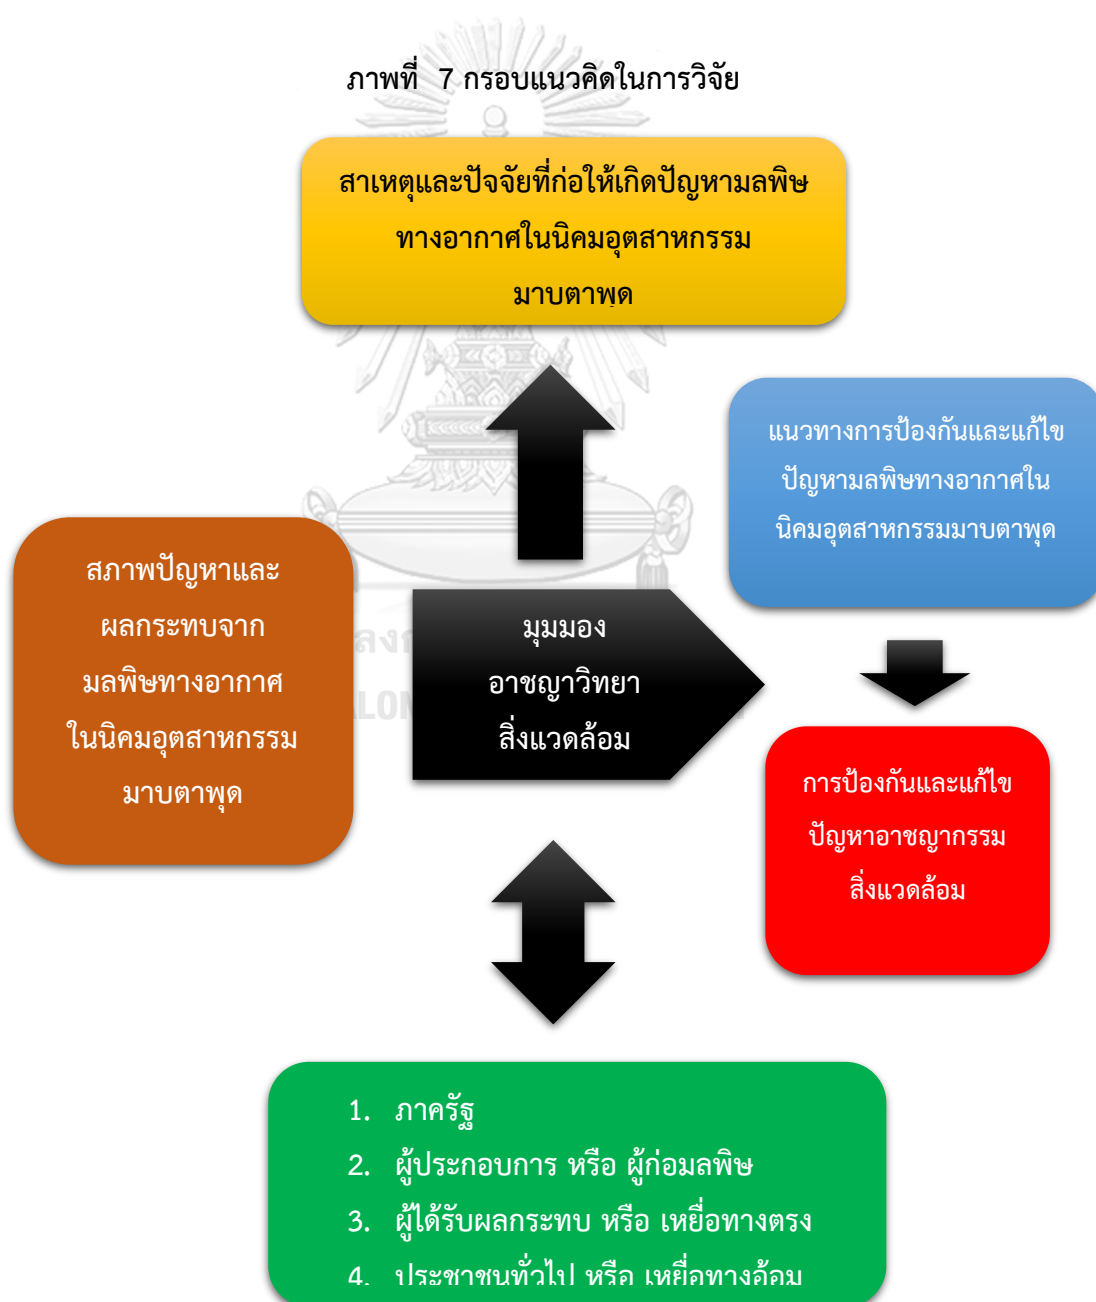 ภาพที่ 7 กรอบแนวคิดในการวิจัย
สาเหตุและปัจจัยที่ก่อให้เกิดปัญหามลพิษ
ทางอากาศในนิคมอุตสาหกรรม
มาบตาพุด
แนวทางการป้องกันและแก้ไข
ปัญหามลพิษทางอากาศใน
นิคมอุตสาหกรรมมาบตาพุด
สภาพปัญหาและ
ผลกระทบจาก
มลพิษทางอากาศ
ในนิคมอุตสาหกรรม
มาบตาพุด
มุมมอง
อาชญาวิทยา
สิ่งแวดล้อม
การป้องกันและแก้ไข
ปัญหาอาชญากรรม
สิ่งแวดล้อม
1. ภาครัฐ
2. ผู้ประกอบการ หรือ ผู้ก่อมลพิษ
3. ผู้ได้รับผลกระทบ หรือ เหยื่อทางตรง
4. ประชาชนทั่วไป หรือ เหยื่อทางอ้อม